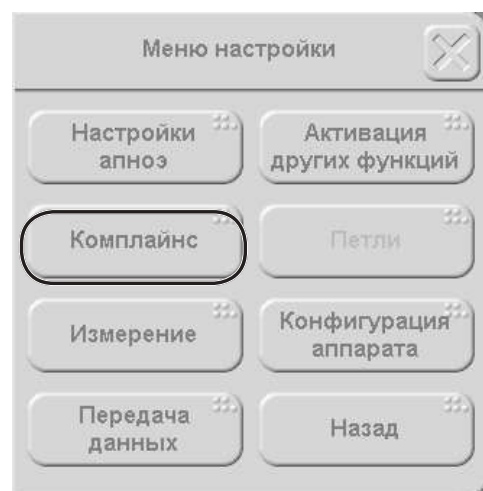 Меню настройки
Настройки
апноэ
Активация
других функций
Комплайнс
Петли
Измерение
Конфигурация
аппарата
Передача
данных
Назад